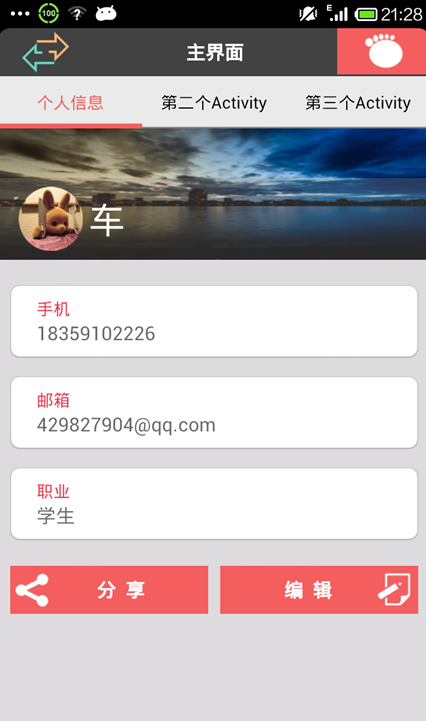 100
E
21:28
主界面
个人信息 第二个Activity 第三个Activity
车
手机
18359102226
邮箱
429827904@qq.com
职业
学生
分 享 编 辑